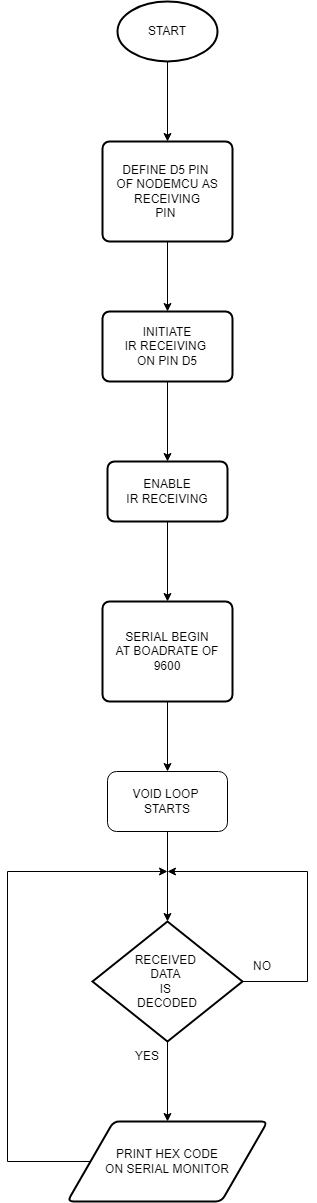 START
DEFINE D5 PIN
OF NODEMCU AS
RECEIVING
PIN
INITIATE
IR RECEIVING
ON PIN D5
ENABLE
IR RECEIVING
SERIAL BEGIN
AT BOADRATE OF
9600
VOID LOOP
STARTS
RECEIVED
DATA
IS
DECODED
NO
YES
PRINT HEX CODE
ON SERIAL MONITOR